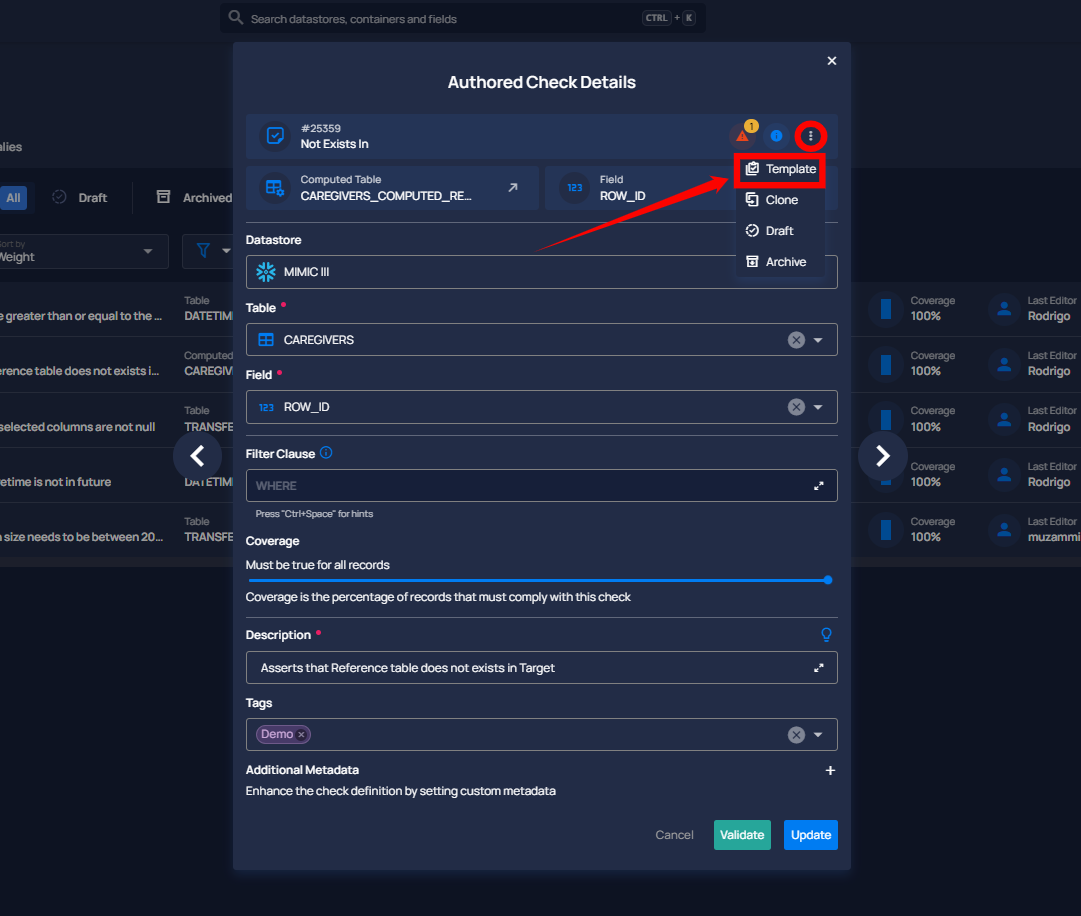 Search datastores, containers and fields
CTRL + K
Authored Check Details
#25359
Not Exists In
1
Computed Table
CAREGIVERS_COMPUTED_RE...
Field
ROW_ID
Template
Clone
Draft
Archive
Datastore
MIMIC III
Table *
CAREGIVERS
Field *
123 ROW_ID
Filter Clause
WHERE
Press "Ctrl+Space" for hints
Coverage
Must be true for all records
Coverage is the percentage of records that must comply with this check
Description *
Asserts that Reference table does not exists in Target
Tags
Demo
Additional Metadata
Enhance the check definition by setting custom metadata
Cancel
Validate
Update
alies
All
Draft
Archived
Sort by
Weight
e greater than or equal to the ...
Table
DATETIM
Coverage
100%
Last Editor
Rodrigo
erence table does not exists i...
Computed
CAREGIV
Coverage
100%
Last Editor
Rodrigo
selected columns are not null
Table
TRANSFE
Coverage
100%
Last Editor
Rodrigo
retime is not in future
DATETIM
Coverage
100%
Last Editor
Rodrigo
a size needs to be between 20...
Table
TRANSFE
Coverage
100%
Last Editor
muzammi
123